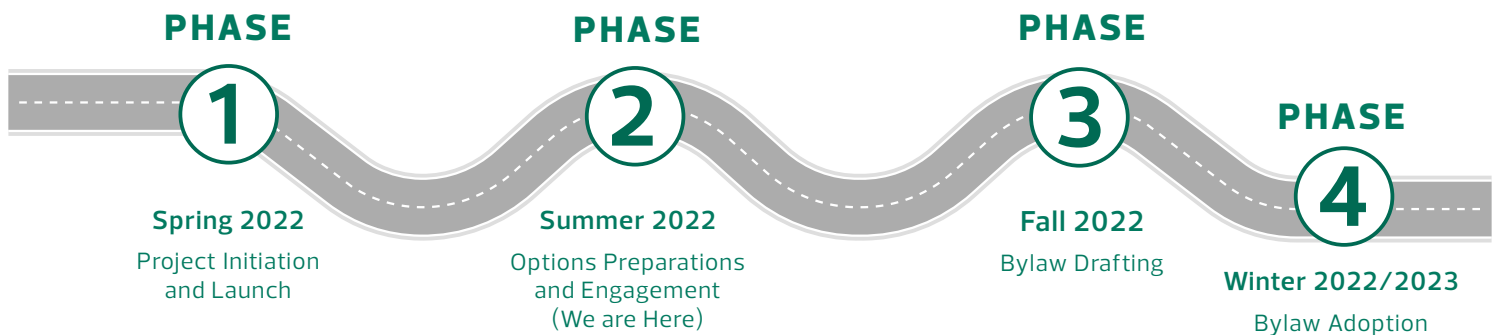 PHASE
1
Spring 2022
Project Initiation
and Launch
PHASE
2
Summer 2022
Options Preparations
and Engagement
(We are Here)
PHASE
3
Fall 2022
Bylaw Drafting
PHASE
4
Winter 2022/2023
Bylaw Adoption